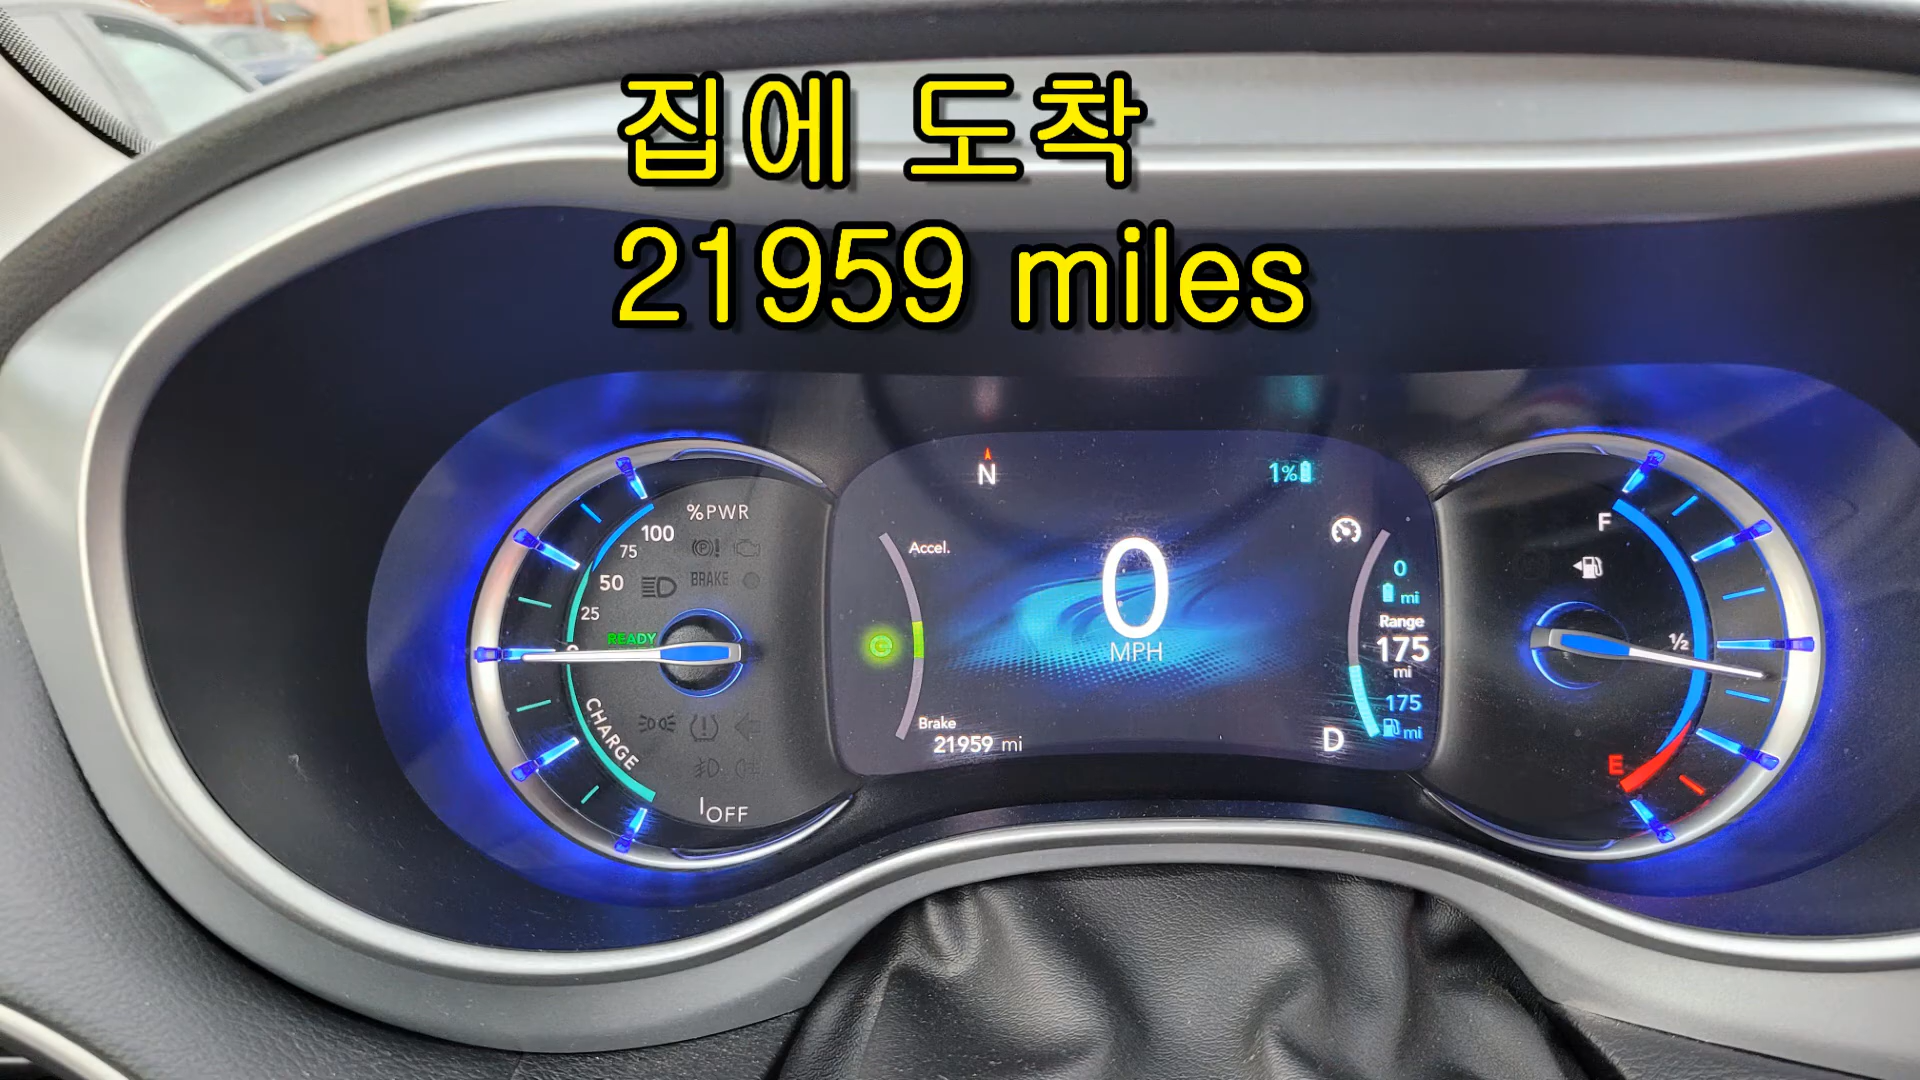 집에 도착
21959 miles
N
1%
%PWR
100
75
50
25
0
BRAKE
READY
CHARGE
OFF
Accel.
Brake
21959 mi
0
MPH
0
mi
Range
175
mi
175
mi
D
F
½
E